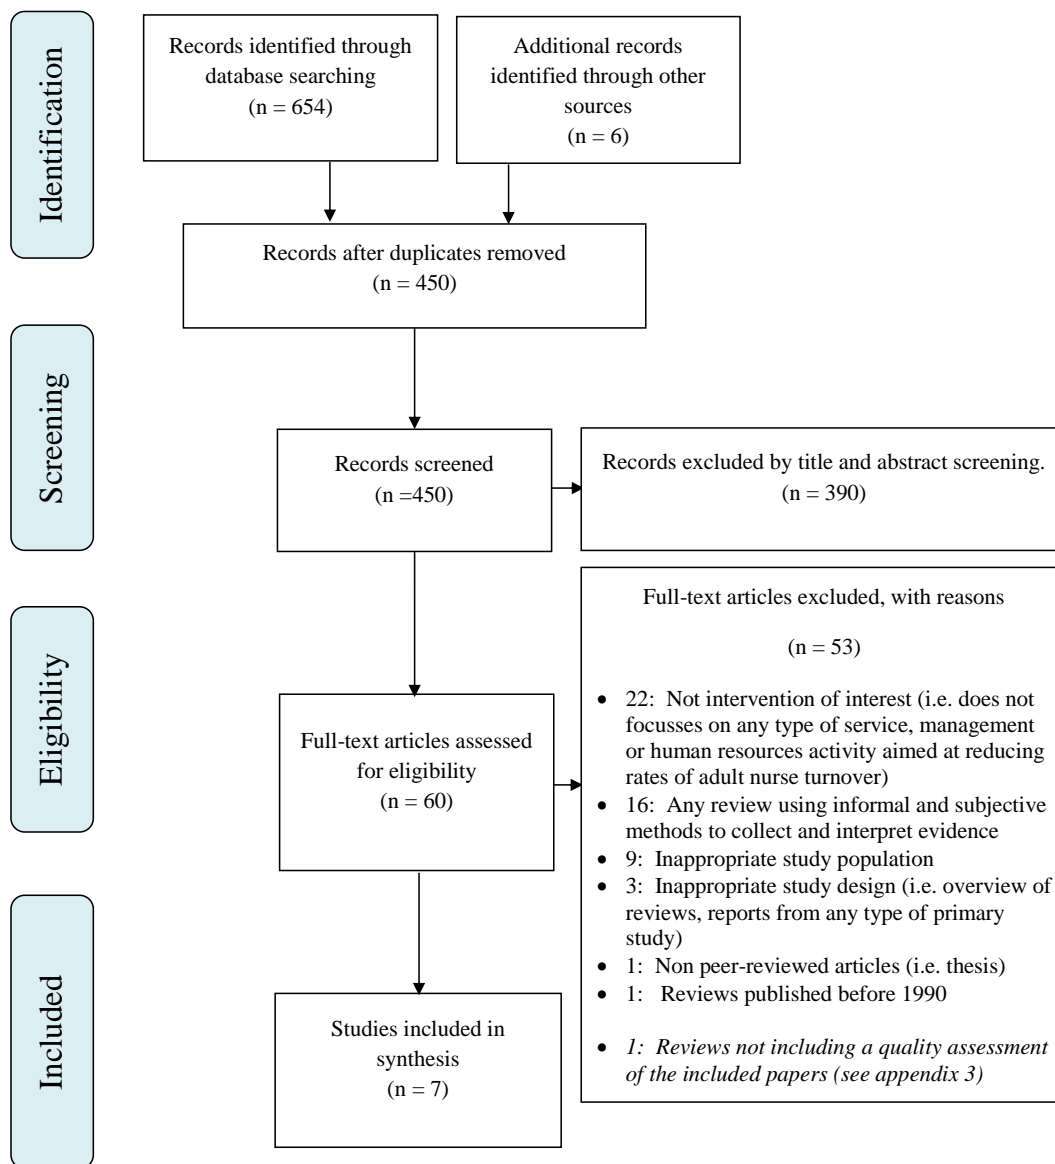 Identification
Records identified through
database searching
(n = 654)
Additional records
identified through other
sources
(n = 6)
Records after duplicates removed
(n = 450)
Screening
Records screened
(n =450)
Records excluded by title and abstract screening.
(n = 390)
Eligibility
Full-text articles assessed
for eligibility
(n = 60)
Full-text articles excluded, with reasons
(n = 53)
• 22: Not intervention of interest (i.e. does not
focusses on any type of service, management
or human resources activity aimed at reducing
rates of adult nurse turnover)
• 16: Any review using informal and subjective
methods to collect and interpret evidence
• 9: Inappropriate study population
• 3: Inappropriate study design (i.e. overview of
reviews, reports from any type of primary
study)
• 1: Non peer-reviewed articles (i.e. thesis)
• 1: Reviews published before 1990
• 1: Reviews not including a quality assessment
of the included papers (see appendix 3)
Included
Studies included in
synthesis
(n = 7)